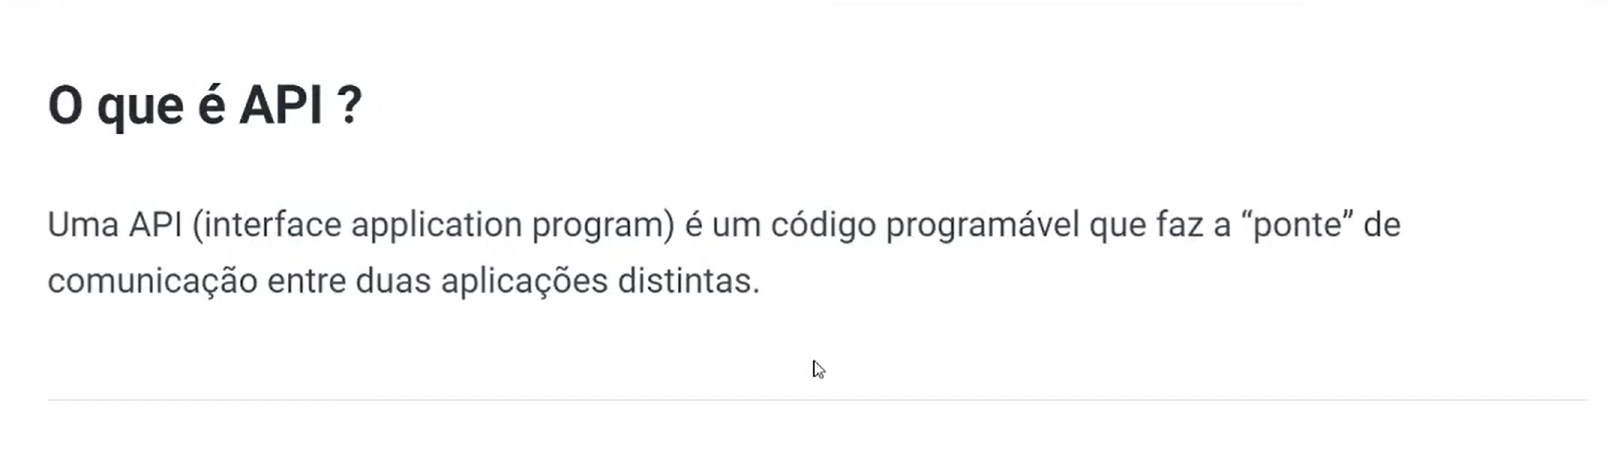 O que é API ?
Uma API (interface application program) é um código programável que faz a “ponte” de
comunicação entre duas aplicações distintas.